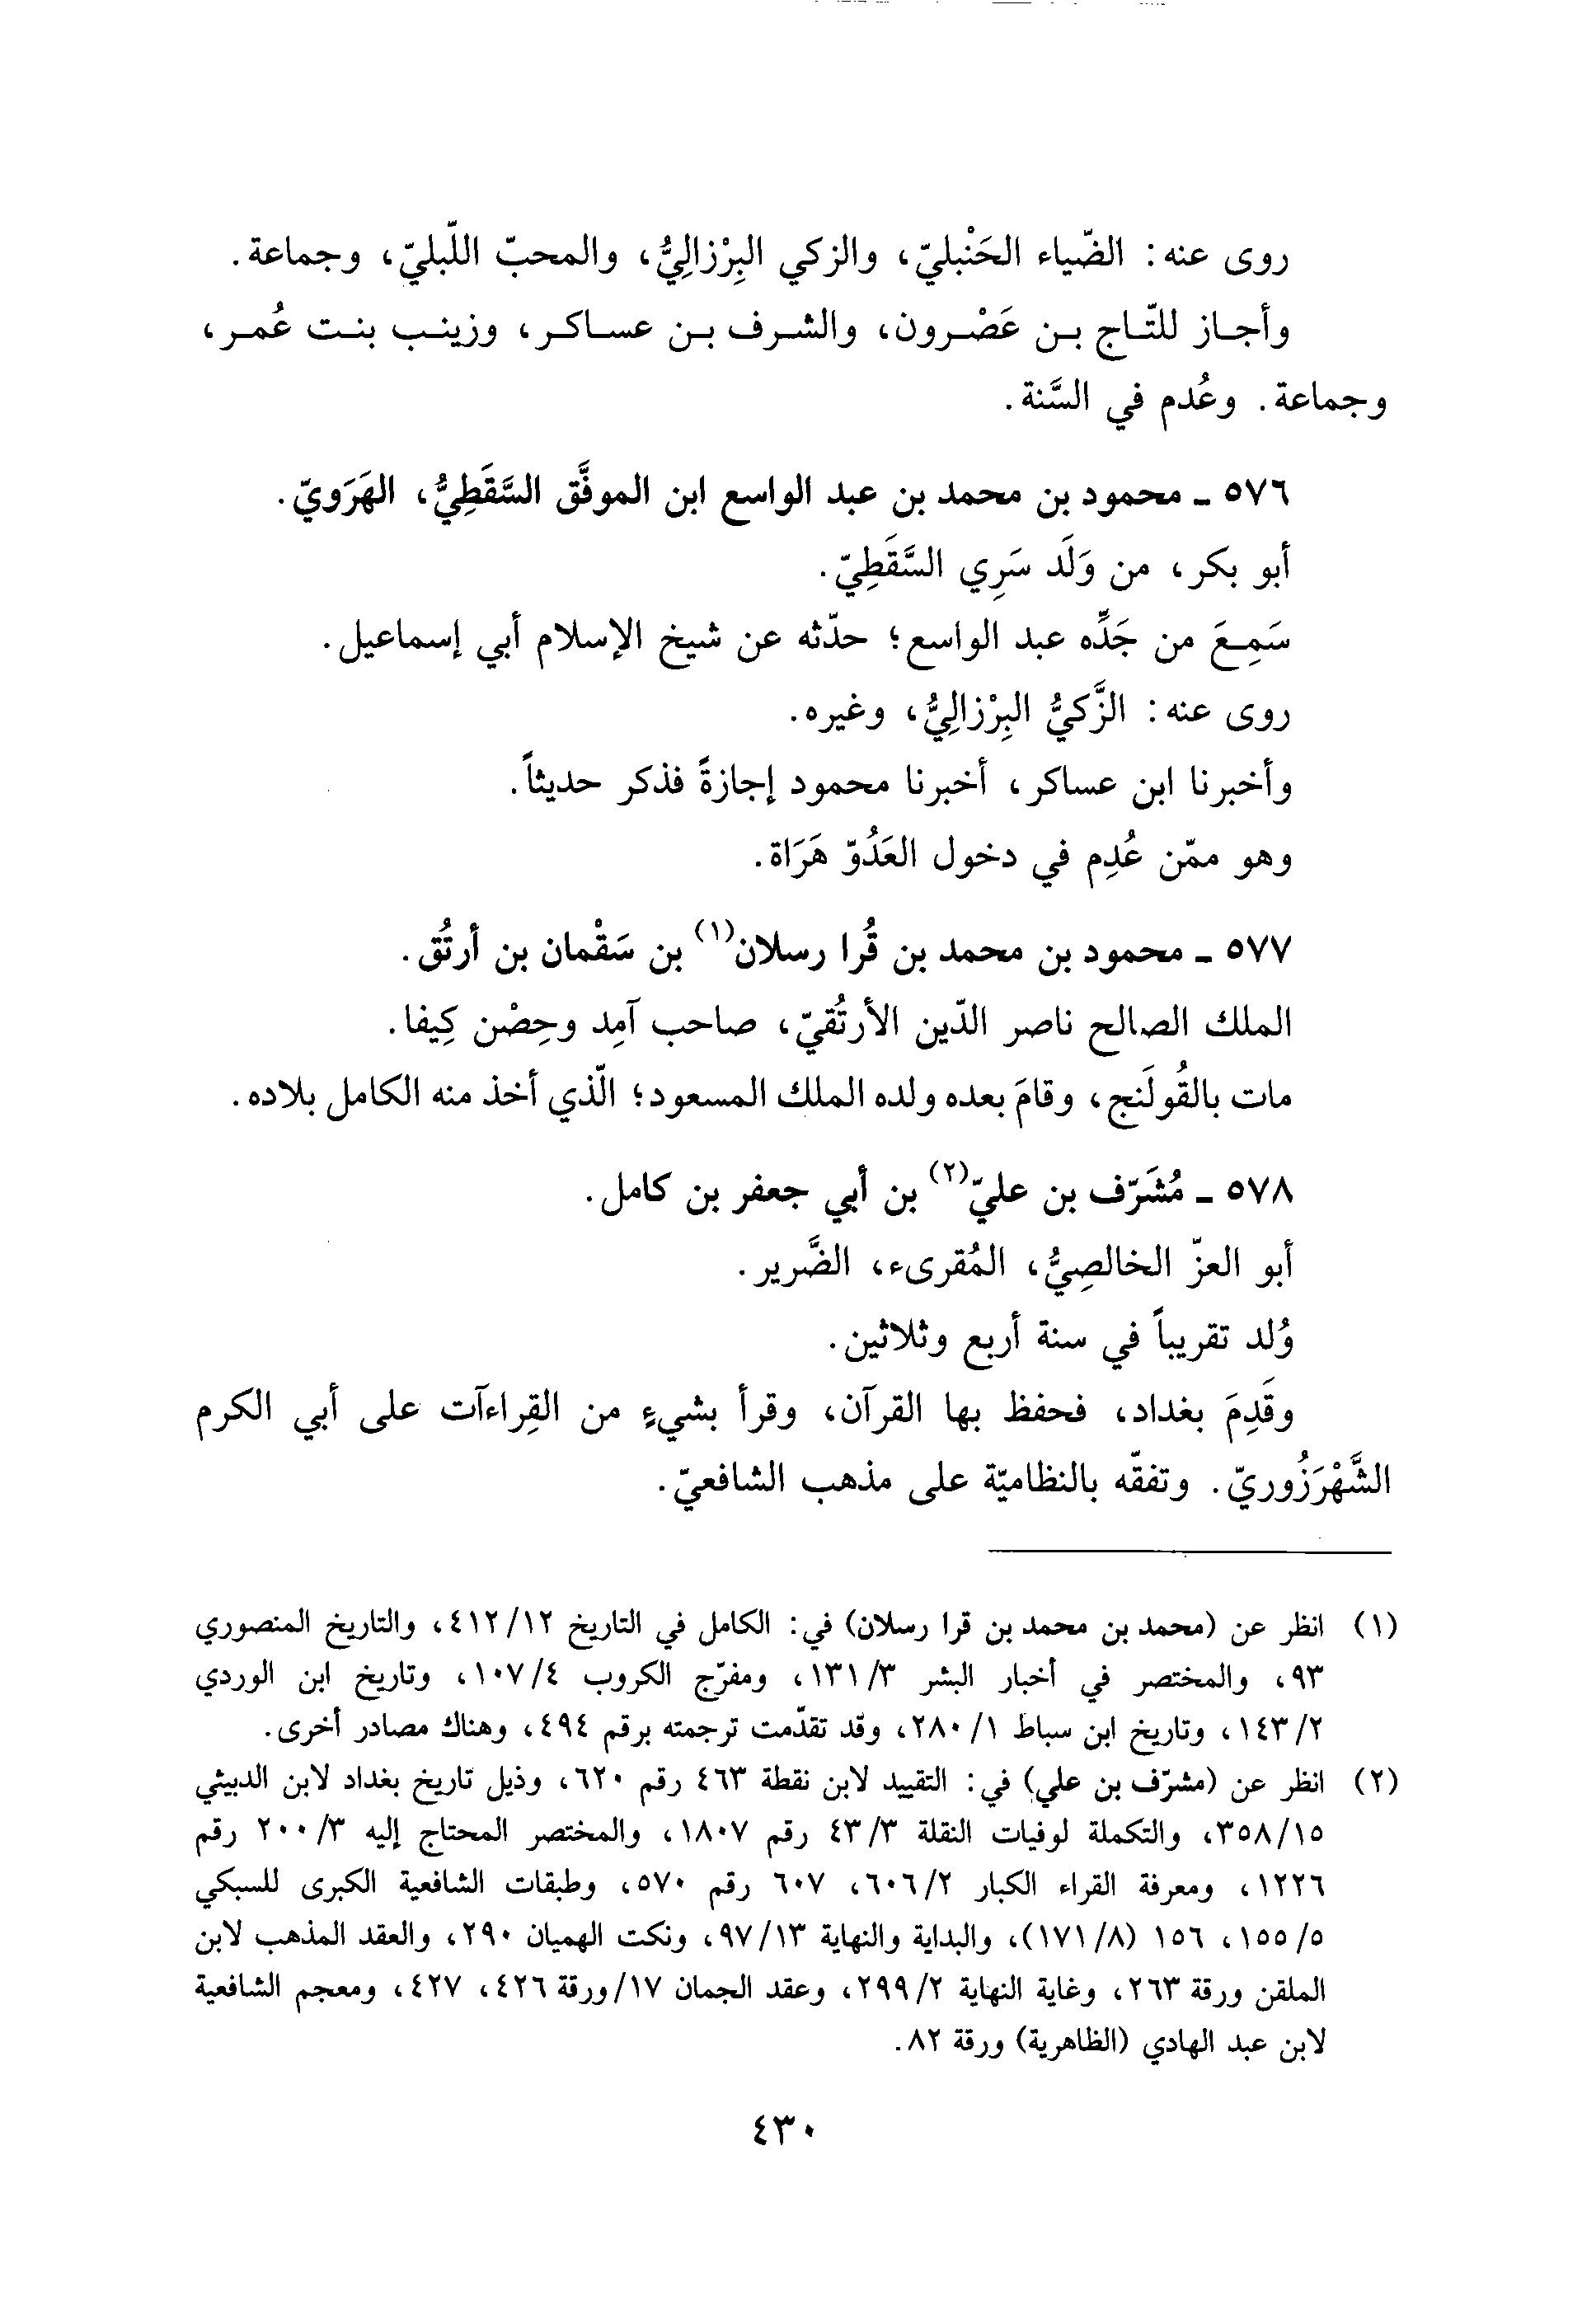 روى عنه: الضّياء الحَنْبليّ، والزكي البِرْزالِيُّ، والمحبّ اللّبليّ، وجماعة.
وأجـاز للتّـاج بـن عَصْـرون، والشـرف بـن عسـاكـر، وزينـب بنـت عُمـر،
وجماعة. وعُدم في السَّنة.
٥٧٦ ـ محمود بن محمد بن عبد الواسع ابن الموفَّق السَّقَطِيُّ، الهَرَويّ.
أبو بكر، من وَلَد سَرِي السَّقَطِيّ.
سَمِـعَ من جَدِّه عبد الواسع؛ حدّثه عن شيخ الإسلام أبي إسماعيل.
روى عنه: الزَّكيُّ البِرْزالِيُّ، وغيره.
وأخبرنا ابن عساكر، أخبرنا محمود إجازةً فذكر حديثاً.
وهو ممّن عُدِم في دخول العَدُوّ هَرَاة.
٥٧٧ ـ محمود بن محمد بن قُرا رسلان(١) بن سَقْمان بن أرتُق.
الملك الصالح ناصر الدّين الأرتُقيّ، صاحب آمِد وحِصْن كِيفا.
مات بالقُولَنج، وقامَ بعده ولده الملك المسعود؛ الّذي أخذ منه الكامل بلاده.
٥٧٨ ـ مُشَرّف بن عليّ(٢) بن أبي جعفر بن كامل.
أبو العزّ الخالصِيُّ، المُقرىء، الضَّرير.
وُلد تقريباً في سنة أربع وثلاثين.
وقَدِمَ بغداد، فحفظ بها القرآن، وقرأ بشيءٍ من القِراءآت على أبي الكرم
الشَّهْرَزُوريّ. وتفقّه بالنظاميّة على مذهب الشافعيّ.
(١) انظر عن (محمد بن محمد بن قرا رسلان) في: الكامل في التاريخ ٤١٢/١٢، والتاريخ المنصوري
٩٣، والمختصر في أخبار البشر ١٣١/٣، ومفرّج الكروب ١٠٧/٤، وتاريخ ابن الوردي
١٤٣/٢، وتاريخ ابن سباط ٢٨٠/١، وقد تقدّمت ترجمته برقم ٤٩٤، وهناك مصادر أخرى.
(٢) انظر عن (مشرّف بن علي) في: التقييد لابن نقطة ٤٦٣ رقم ٦٢٠، وذيل تاريخ بغداد لابن الدبيثي
٣٥٨/١٥، والتكملة لوفيات النقلة ٤٣/٣ رقم ١٨٠٧، والمختصر المحتاج إليه ٢٠٠/٣ رقم
١٢٢٦، ومعرفة القراء الكبار ٦٠٦/٢، ٦٠٧ رقم ٥٧٠، وطبقات الشافعية الكبرى للسبكي
١٥٥/٥، ١٥٦ (١٧١/٨)، والبداية والنهاية ٩٧/١٣، ونكت الهميان ٢٩٠، والعقد المذهب لابن
الملقن ورقة ٢٦٣، وغاية النهاية ٢٩٩/٢، وعقد الجمان ١٧/ورقة ٤٢٦، ٤٢٧، ومعجم الشافعية
لابن عبد الهادي (الظاهرية) ورقة ٨٢.
٤٣٠